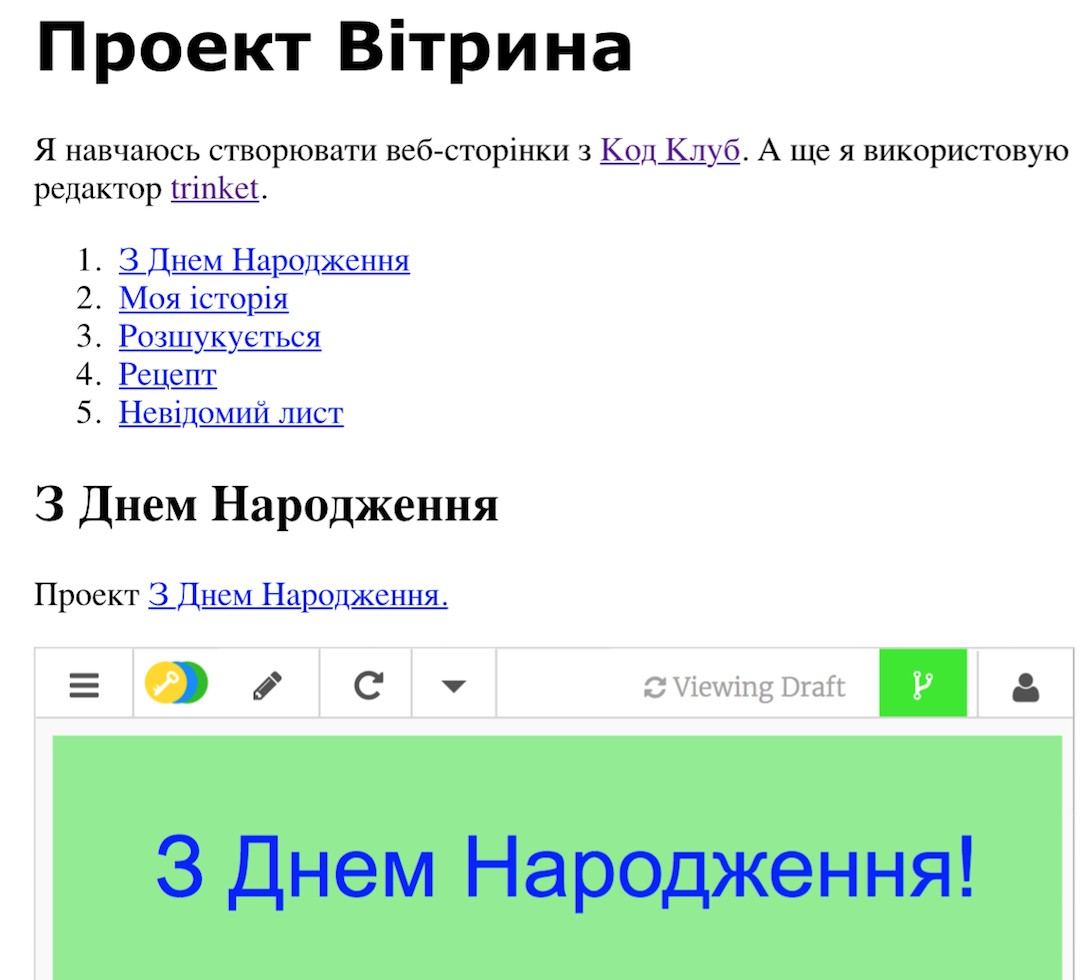 Проект Вітрина
Я навчаюсь створювати веб-сторінки з Код Клуб. А ще я використовую
редактор trinket.
1. З Днем Народження
2. Моя історія
3. Розшукується
4. Рецепт
5. Невідомий лист
З Днем Народження
Проект З Днем Народження.
Viewing Draft
З Днем Народження!